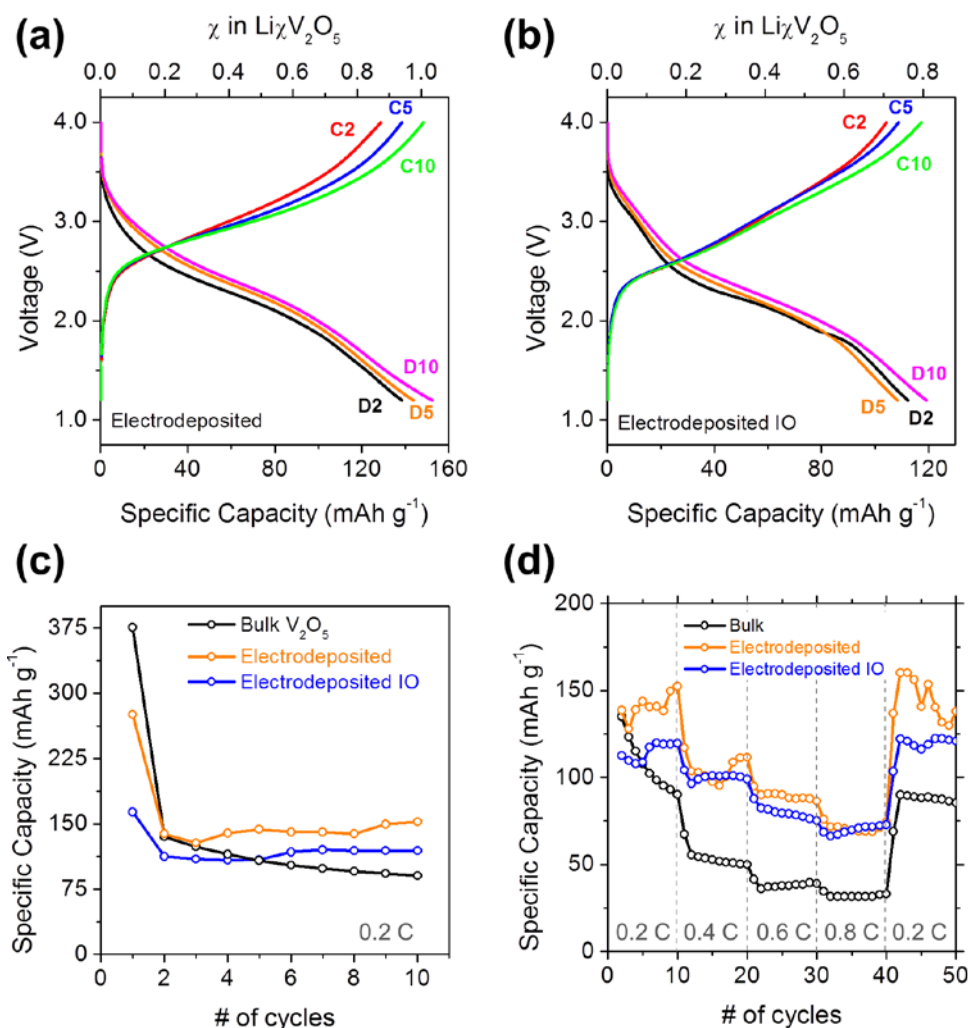 (a)
χ in LiχV₂O₅
0.0 0.2 0.4 0.6 0.8 1.0
Voltage (V)
4.0
3.0
2.0
1.0
C2
C5
C10
D10
D5
D2
Electrodeposited
0 40 80 120 160
Specific Capacity (mAh g⁻¹)
(b)
χ in LiχV₂O₅
0.0 0.2 0.4 0.6 0.8
Voltage (V)
4.0
3.0
2.0
1.0
C5
C2
C10
D10
D5
D2
Electrodeposited IO
0 40 80 120
Specific Capacity (mAh g⁻¹)
(c)
Specific Capacity (mAh g⁻¹)
375
300
225
150
75
0
Bulk V₂O₅
Electrodeposited
Electrodeposited IO
0.2 C
0 2 4 6 8 10
# of cycles
(d)
Specific Capacity (mAh g⁻¹)
200
150
100
50
0
Bulk
Electrodeposited
Electrodeposited IO
0.2 C 0.4 C 0.6 C 0.8 C 0.2 C
0 10 20 30 40 50
# of cycles